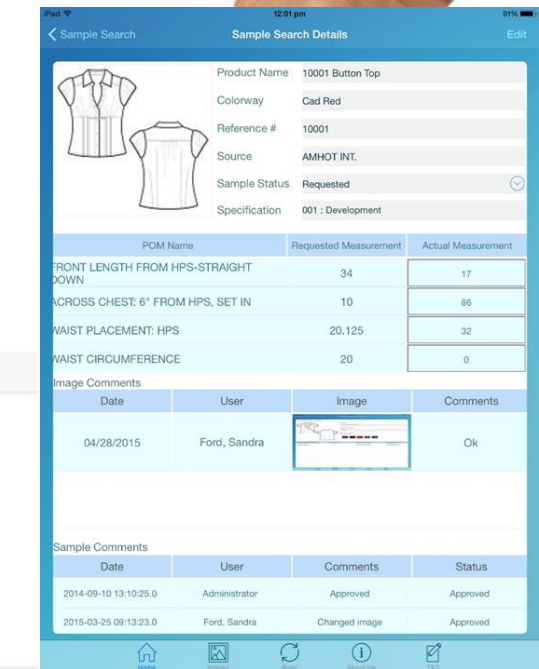 iPad 12:01 pm 91%
Sample Search Sample Search Details Edit
Product Name 10001 Button Top
Colorway Cad Red
Reference # 10001
Source AMHOT INT.
Sample Status Requested
Specification 001 : Development
POM Name Requested Measurement Actual Measurement
FRONT LENGTH FROM HPS-STRAIGHT
DOWN
34 17
ACROSS CHEST: 6" FROM HPS, SET IN 10 86
WAIST PLACEMENT: HPS 20.125 32
WAIST CIRCUMFERENCE 20 0
Image Comments
Date User Image Comments
04/28/2015 Ford, Sandra Ok
Sample Comments
Date User Comments Status
2014-09-10 13:10:25.0 Administrator Approved Approved
2015-03-25 09:13:23.0 Ford, Sandra Changed image Approved
Home Images Sync About Us T&C